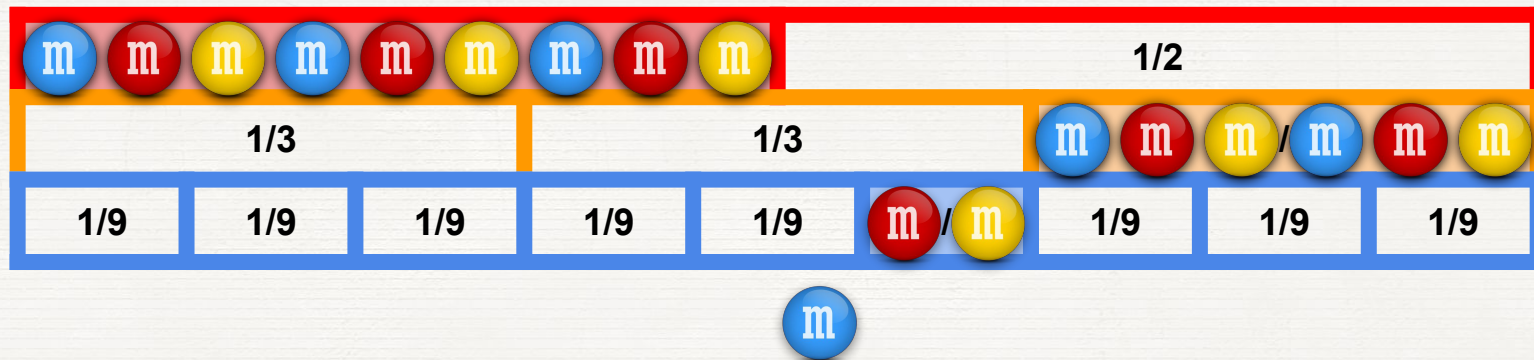 m m m m m m m m m 1/2
1/3 1/3 m m m / m m m
1/9 1/9 1/9 1/9 1/9 m / m 1/9 1/9 1/9
m